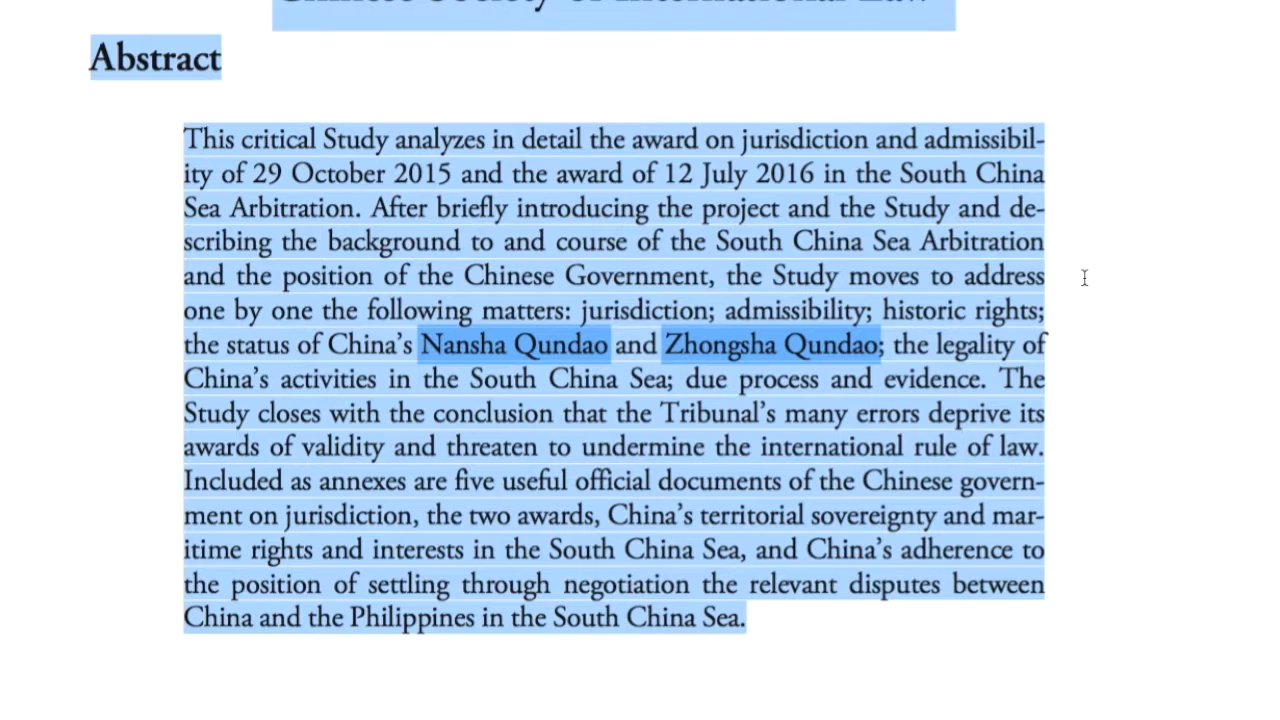 Chinese Society of International Law
Abstract
This critical Study analyzes in detail the award on jurisdiction and admissibil-
ity of 29 October 2015 and the award of 12 July 2016 in the South China
Sea Arbitration. After briefly introducing the project and the Study and de-
scribing the background to and course of the South China Sea Arbitration
and the position of the Chinese Government, the Study moves to address
one by one the following matters: jurisdiction; admissibility; historic rights;
the status of China’s Nansha Qundao and Zhongsha Qundao; the legality of
China’s activities in the South China Sea; due process and evidence. The
Study closes with the conclusion that the Tribunal’s many errors deprive its
awards of validity and threaten to undermine the international rule of law.
Included as annexes are five useful official documents of the Chinese govern-
ment on jurisdiction, the two awards, China’s territorial sovereignty and mar-
itime rights and interests in the South China Sea, and China’s adherence to
the position of settling through negotiation the relevant disputes between
China and the Philippines in the South China Sea.